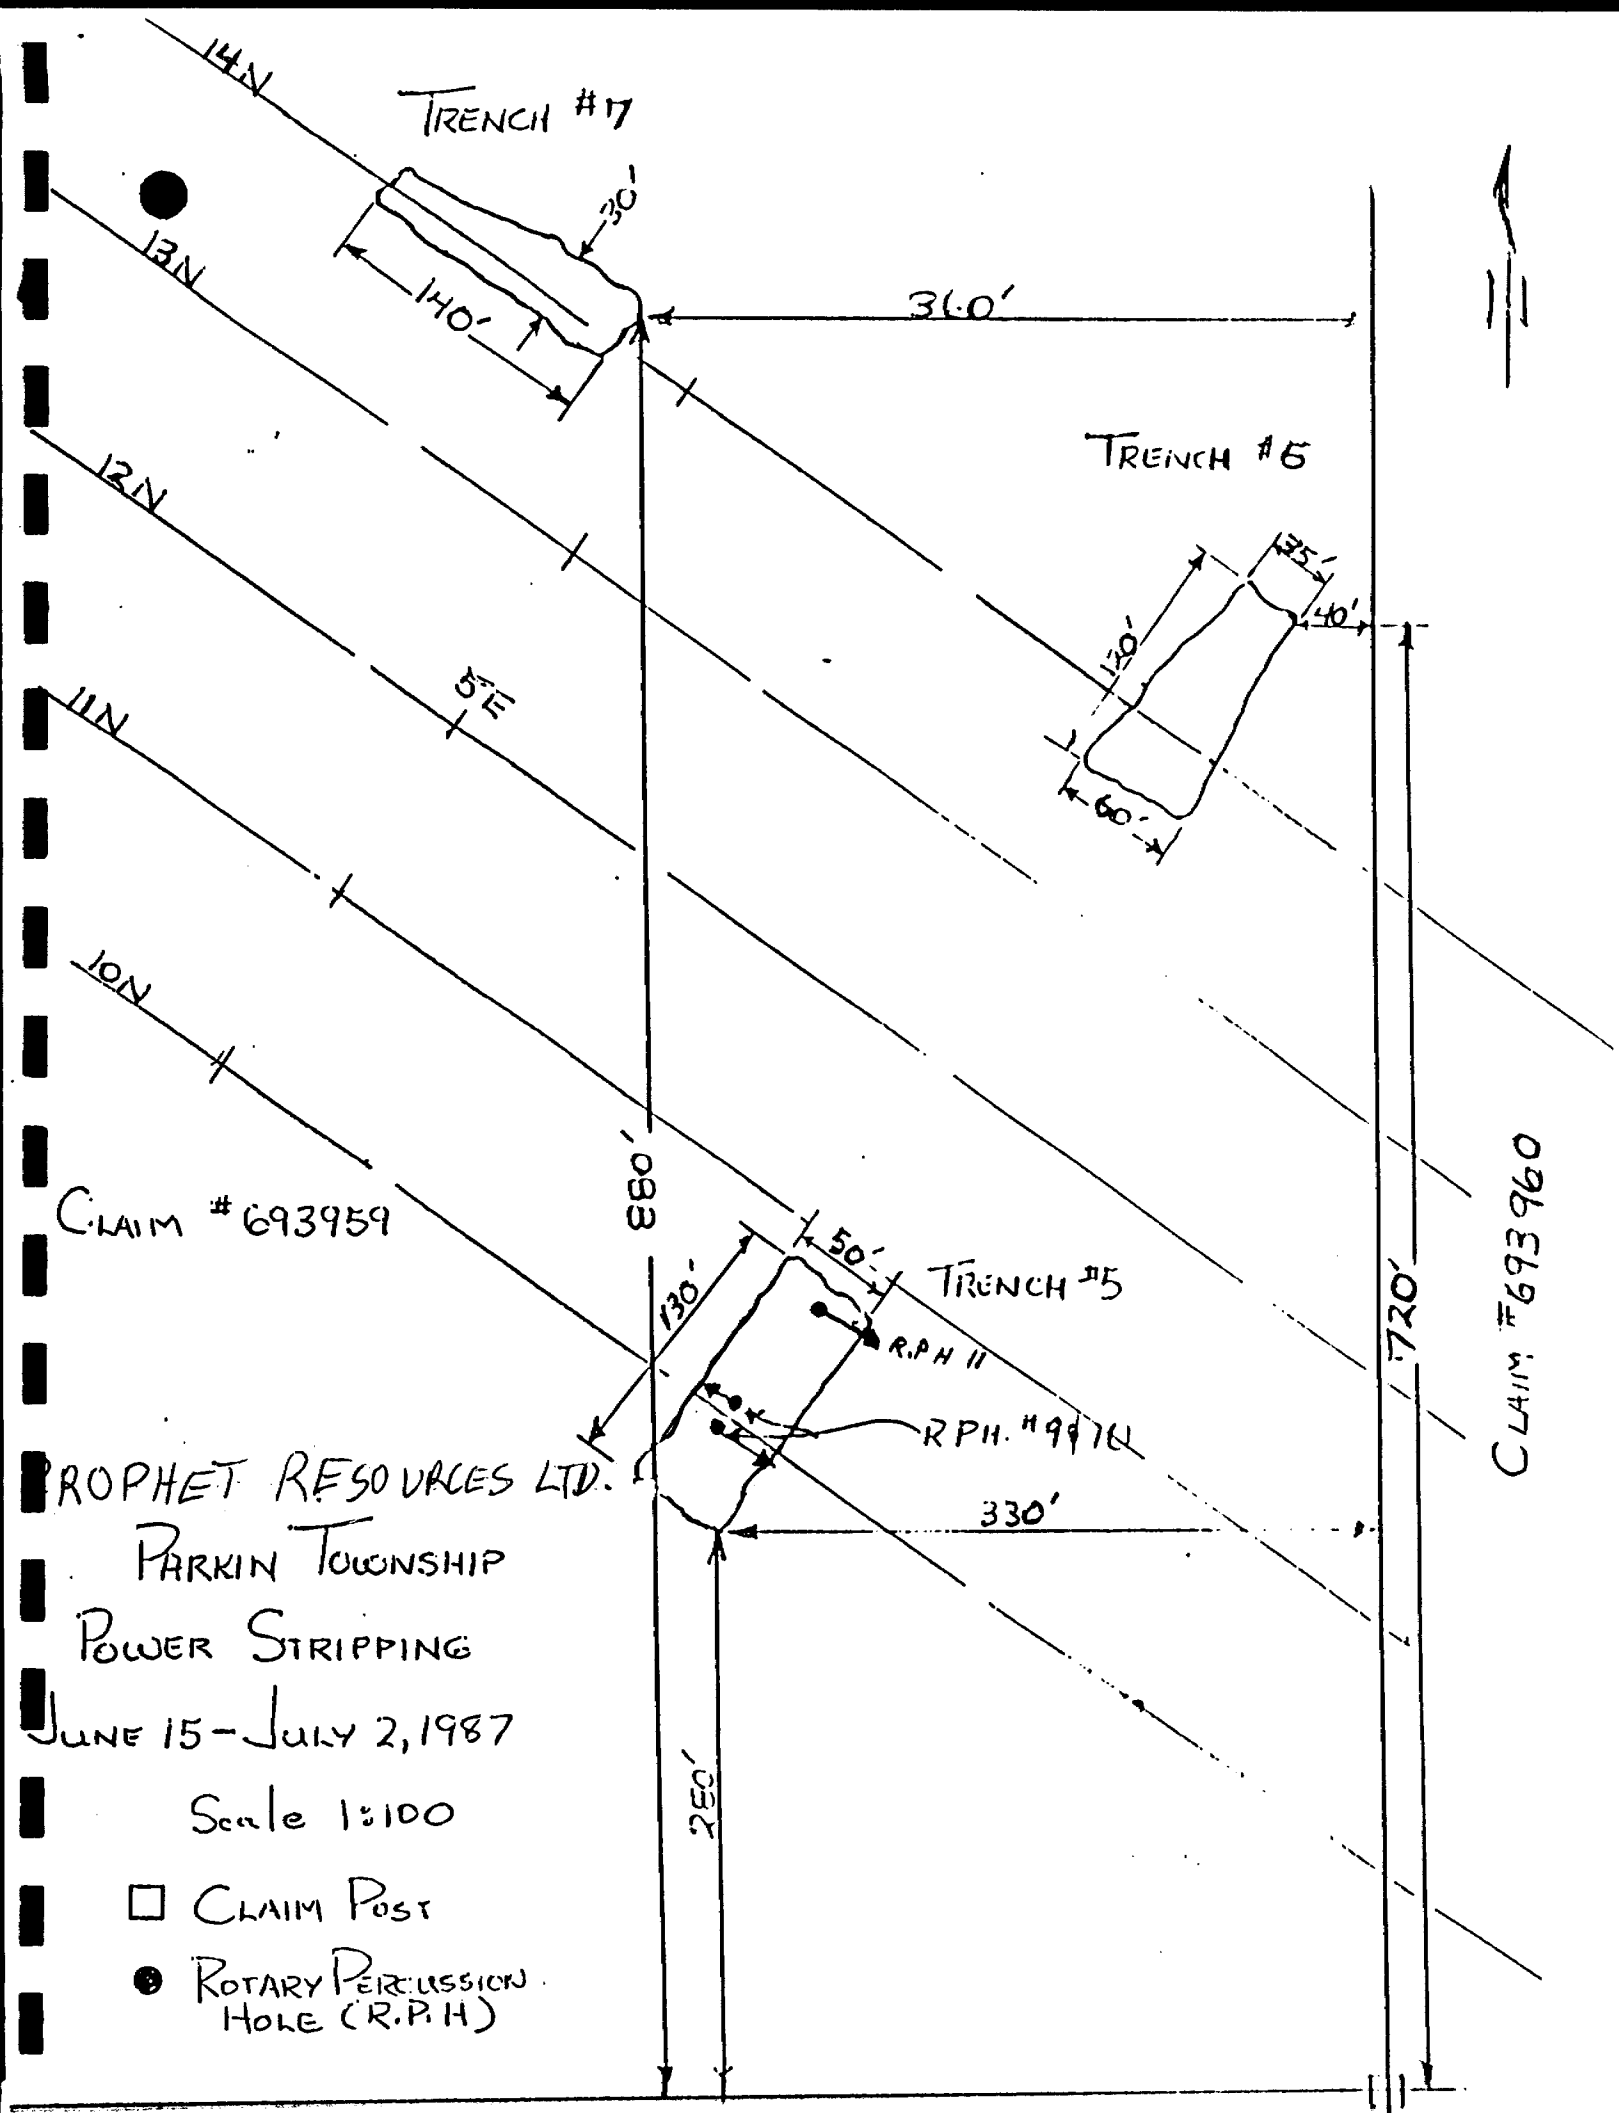 14N
TRENCH #7
30'
13N
140'
360'
TRENCH #6
12N
35'
40'
120'
5E
11N
60'
10N
CLAIM #693959
880'
CLAIM #693960
50'
TRENCH #5
130'
720'
R.P.H 11
R.P.H. #9 & 10
PROPHET RESOURCES LTD.
330'
PARKIN TOWNSHIP
POWER STRIPPING
JUNE 15 - JULY 2, 1987
280'
Scale 1:100
CLAIM POST
ROTARY PERCUSSION
HOLE (R.P.H)